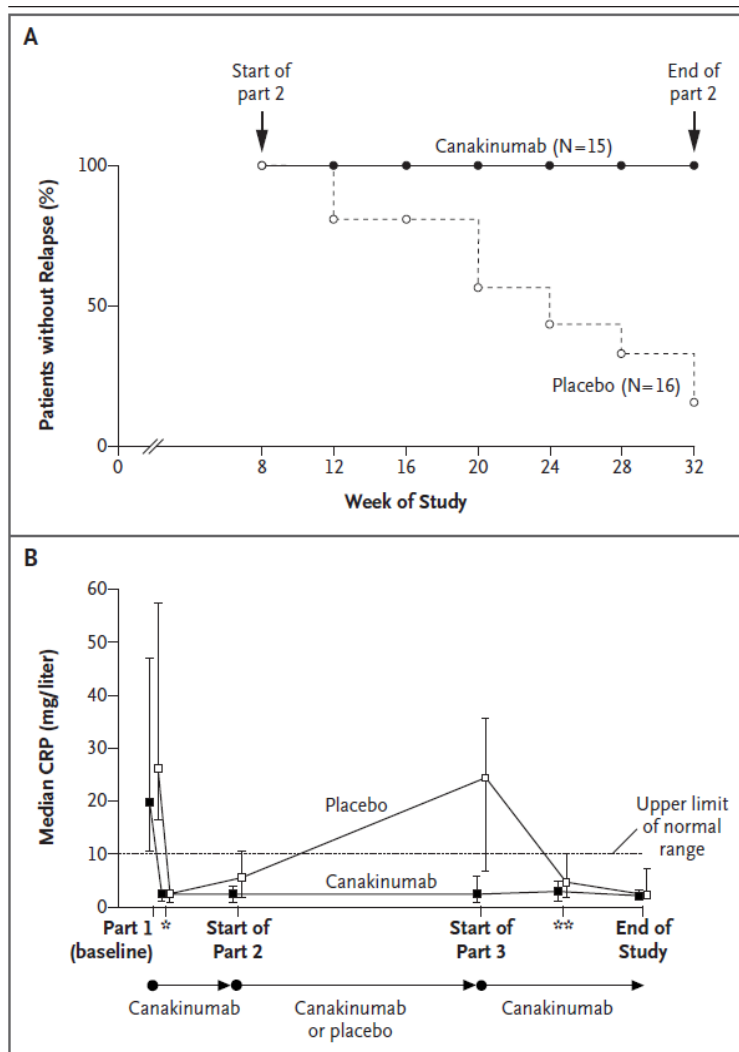 A
Start of
part 2
End of
part 2
Canakinumab (N=15)
100
50
0
Patients without Relapse (%)
Placebo (N=16)
0 8 12 16 20 24 28 32
Week of Study
B
60
50
40
30
20
10
0
Median CRP (mg/liter)
Placebo
Upper limit
of normal
range
Canakinumab
Part 1 * Start of Start of ** End of
(baseline) Part 2 Part 3 Study
Canakinumab Canakinumab Canakinumab
or placebo